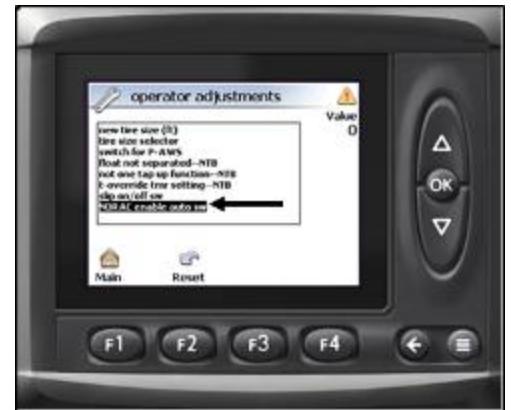 operator adjustments
Value
0
new tire size (ft)
tire size selector
switch for P-AWS
float not separated--NTB
not one tap up function--NTB
t-override tmr setting--NTB
slip on/off sw
NORAC enable auto sw
Main
Reset
OK
F1
F2
F3
F4